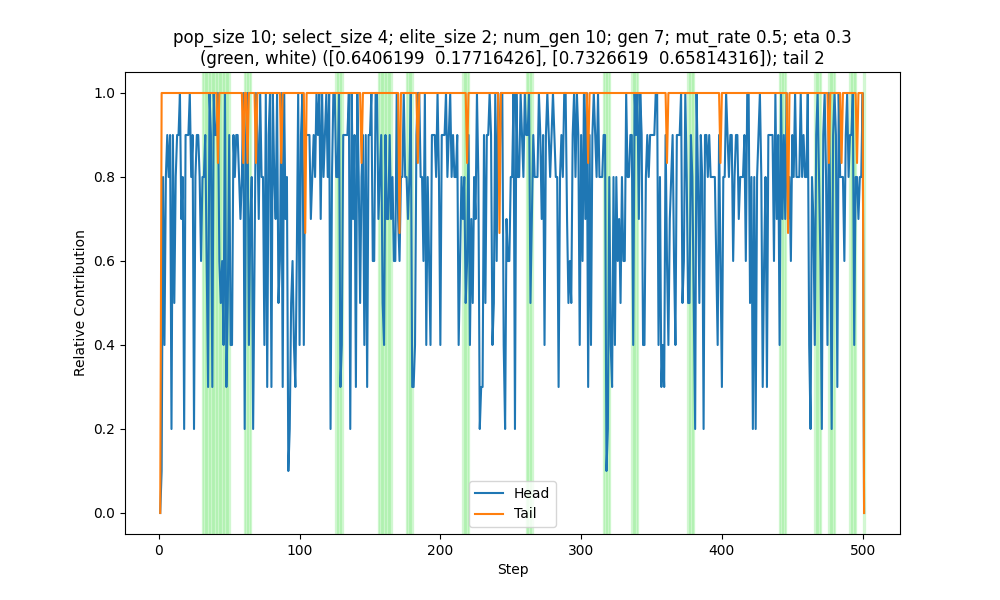 pop_size 10; select_size 4; elite_size 2; num_gen 10; gen 7; mut_rate 0.5; eta 0.3
(green, white) ([0.6406199  0.17716426], [0.7326619  0.65814316]); tail 2
1.0
0.8
0.6
0.4
0.2
0.0
Relative Contribution
Head
Tail
0
100
200
300
400
500
Step